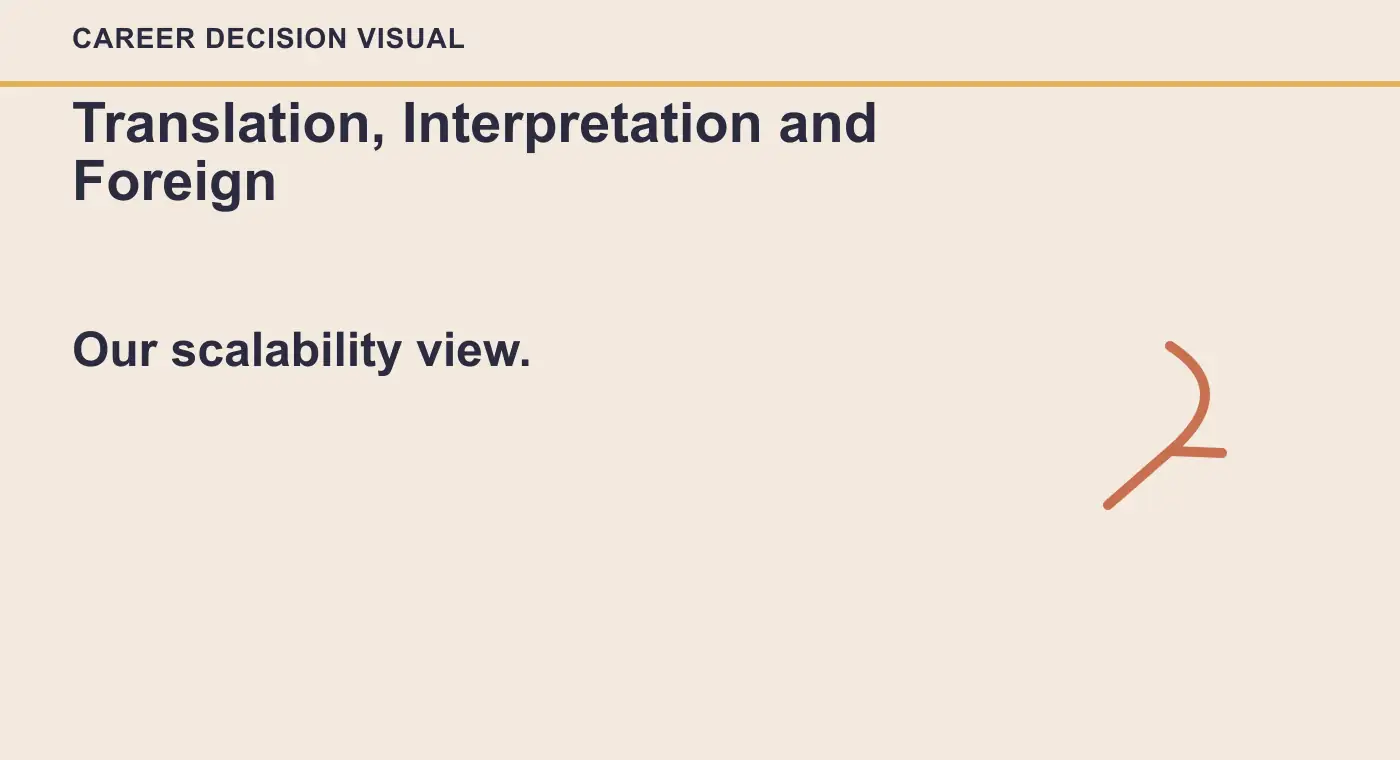 CAREER DECISION VISUAL
Translation, Interpretation and
Foreign
Our scalability view.